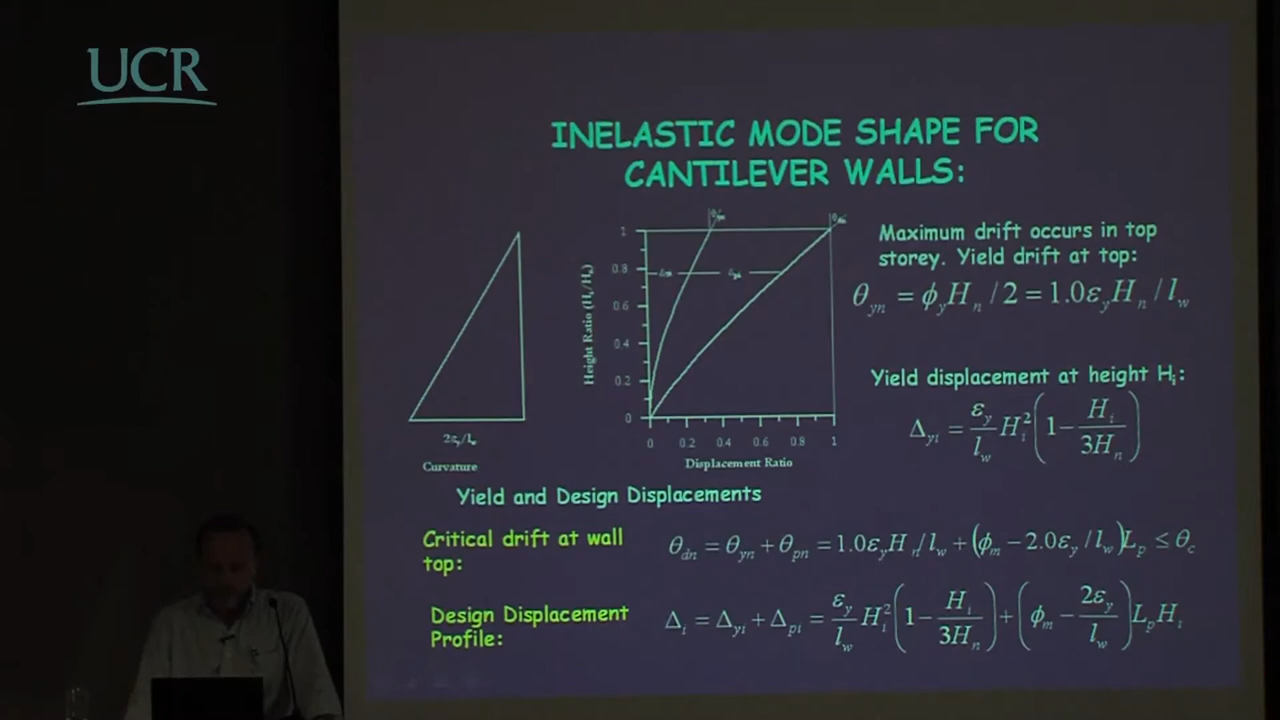 UCR
INELASTIC MODE SHAPE FOR
CANTILEVER WALLS:
Maximum drift occurs in top
storey. Yield drift at top:
θyn = ϕyHn/2 = 1.0εyHn/lw
Yield displacement at height Hi:
Δyi = εy/lw Hi²(1 − Hi/3Hn)
Height Ratio (Hi/Hn)
1
0.8
0.6
0.4
0.2
0
0 0.2 0.4 0.6 0.8 1
Displacement Ratio
2εy/lw
Curvature
Yield and Design Displacements
Critical drift at wall
top:
θdn = θyn + θpn = 1.0εyHn/lw + (ϕm − 2.0εy/lw)Lp ≤ θc
Design Displacement
Profile:
Δi = Δyi + Δpi = εy/lw Hi²(1 − Hi/3Hn) + (ϕm − 2εy/lw)LpHi